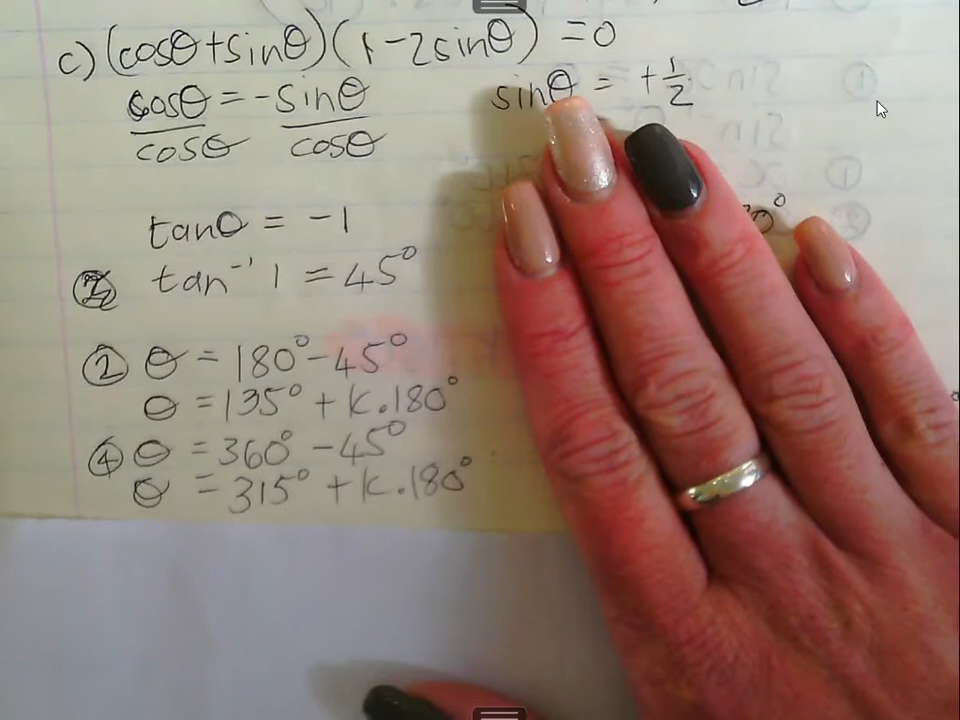 c) (cosθ+sinθ)(1-2sinθ) =0
cosθ = -sinθ
cosθ cosθ
tanθ = -1
tan⁻¹ 1 = 45°
② θ = 180°-45°
θ =135° + k.180°
④ θ =360° -45°
θ =315° + k.180°
sinθ = +1/2